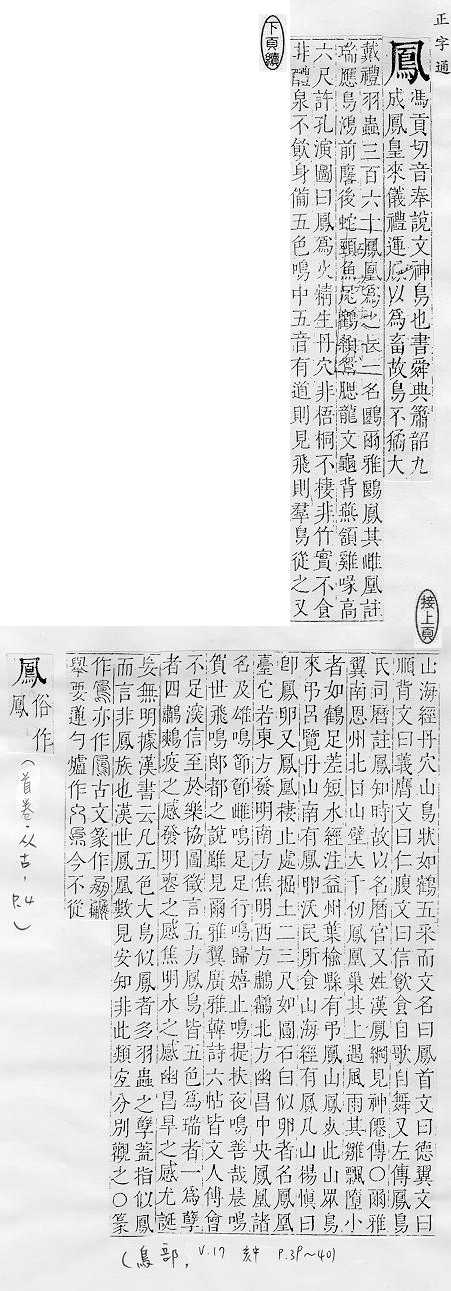 正字通
鳳
馮貢切音奉說文神鳥也書舜典簫韶九
成鳳皇來儀禮運鳳以為畜故鳥不獝大
戴禮羽蟲三百六十鳳凰為之長一名鶠爾雅鶠鳳其雌凰註
瑞應鳥鴻前麐後蛇頸魚尾鸛顙鴛腮龍文龜背燕頷雞喙高
六尺許孔演圖曰鳳為火精生丹穴非梧桐不棲非竹實不食
非醴泉不飲身備五色鳴中五音有道則見飛則羣鳥從之又
下頁續
接上頁
山海經丹穴山鳥狀如鶴五采而文名曰鳳首文曰德翼文曰
順背文曰義膺文曰仁腹文曰信飲食自歌自舞又左傳鳳鳥
氏司曆註鳳知時故以名曆官又姓漢鳳綱見神僊傳○爾雅
翼南恩州北甘山壁大千仞鳳凰巢其上遇風雨其雛飄墮小
者如鶴足差短水經注益州葉榆縣有弔鳳山鳳死此山眾鳥
來弔呂覽丹山南有鳳卵沃民所食山海經有鳳几山楊慎曰
卽鳳卵又鳳凰棲止處掘土二三尺如圓石白似卵者名鳳凰
臺它若東方發明南方焦明西方鷫鷞北方幽昌中央鳳凰諸
名及雄鳴節節雌鳴足足行鳴歸嬉止鳴提扶夜鳴善哉晨鳴
賀世飛鳴郎都之說雖見爾雅翼廣雅韓詩六帖皆文人傅會
不足深信至於樂協圖徵言五方鳳鳥皆五色為瑞者一為孽
者四鷫鷞疫之感發明喪之感焦明水之感幽昌旱之感尤誕
妄無明據漢書云凡五色大鳥似鳳者多羽蟲之孽蓋指似鳳
而言非鳳族也漢世鳳凰數見安知非此類宜分別觀之○篆
作亦作古文篆作
舉要遵勹壚作今不從
鳳
俗作
鳳
(首卷.从古, P.4)
(鳥部, V.17 P.39~40)